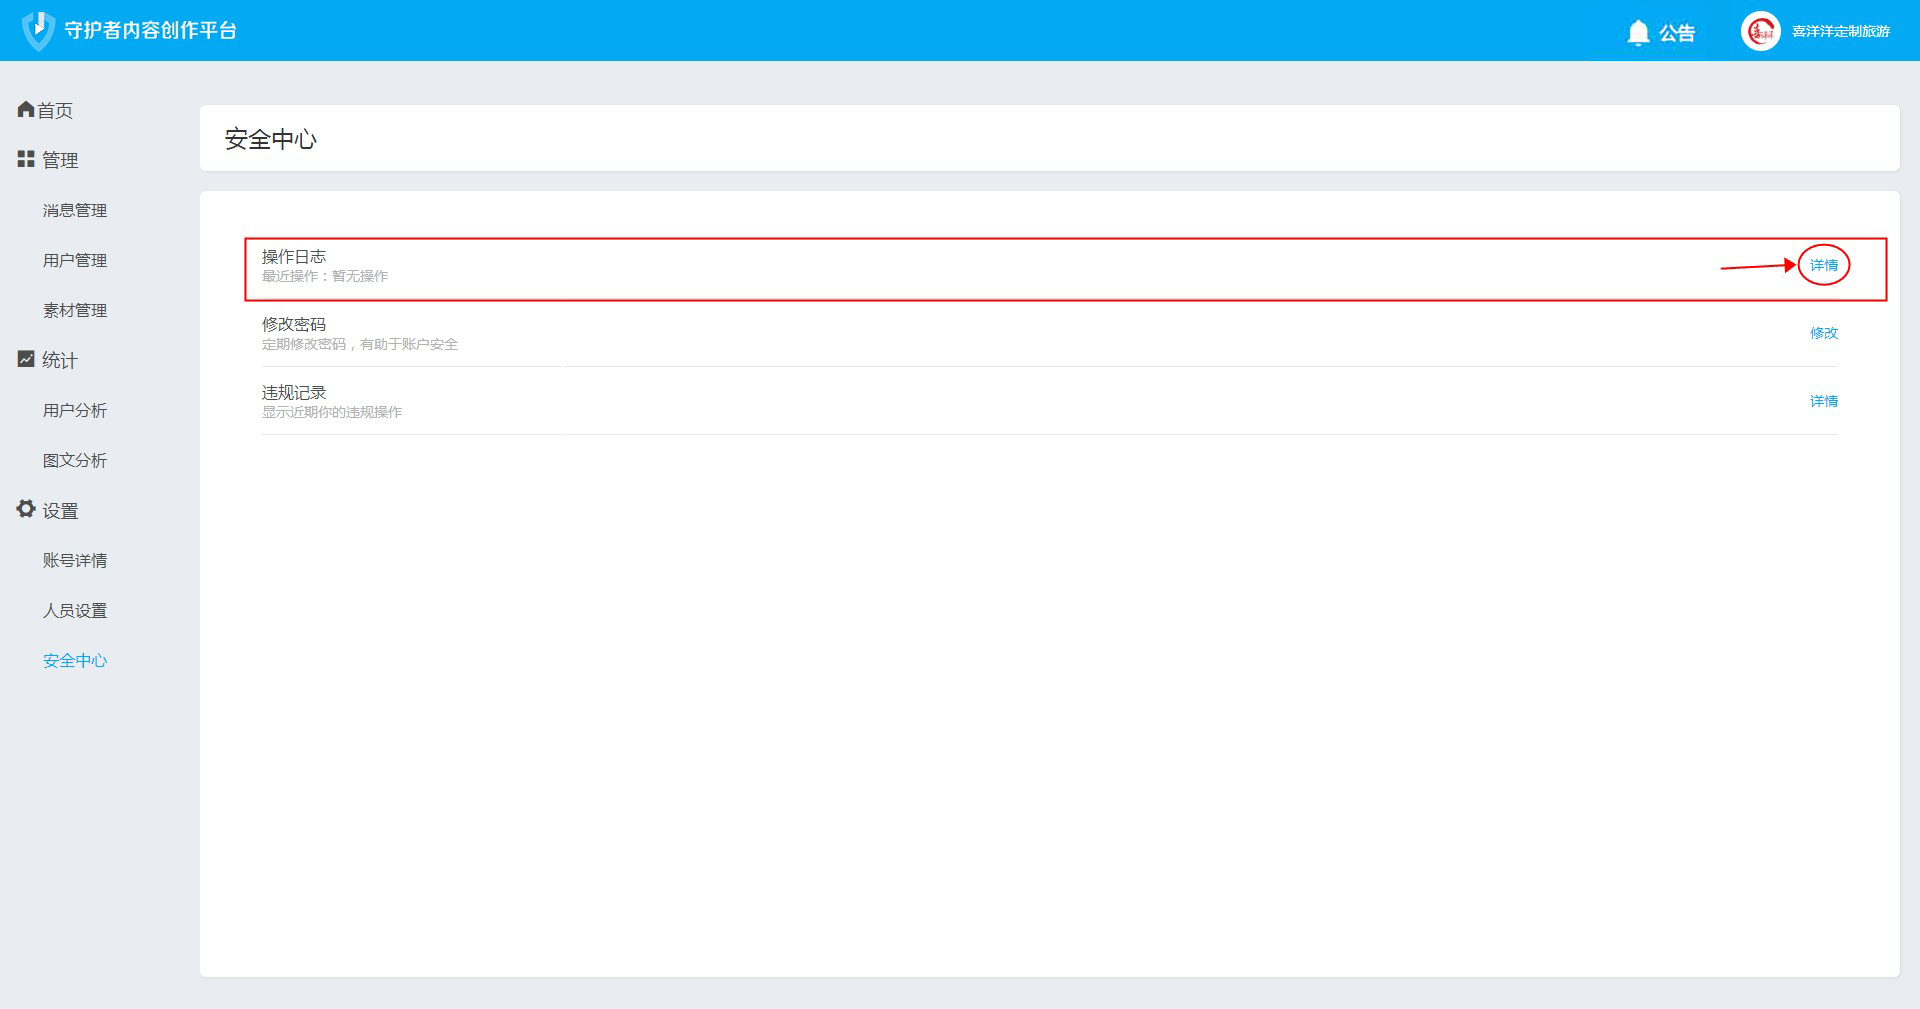 守护者内容创作平台
公告
喜洋洋定制旅游
首页
管理
消息管理
用户管理
素材管理
统计
用户分析
图文分析
设置
账号详情
人员设置
安全中心
安全中心
操作日志
最近操作：暂无操作
详情
修改密码
定期修改密码，有助于账户安全
修改
违规记录
显示近期你的违规操作
详情